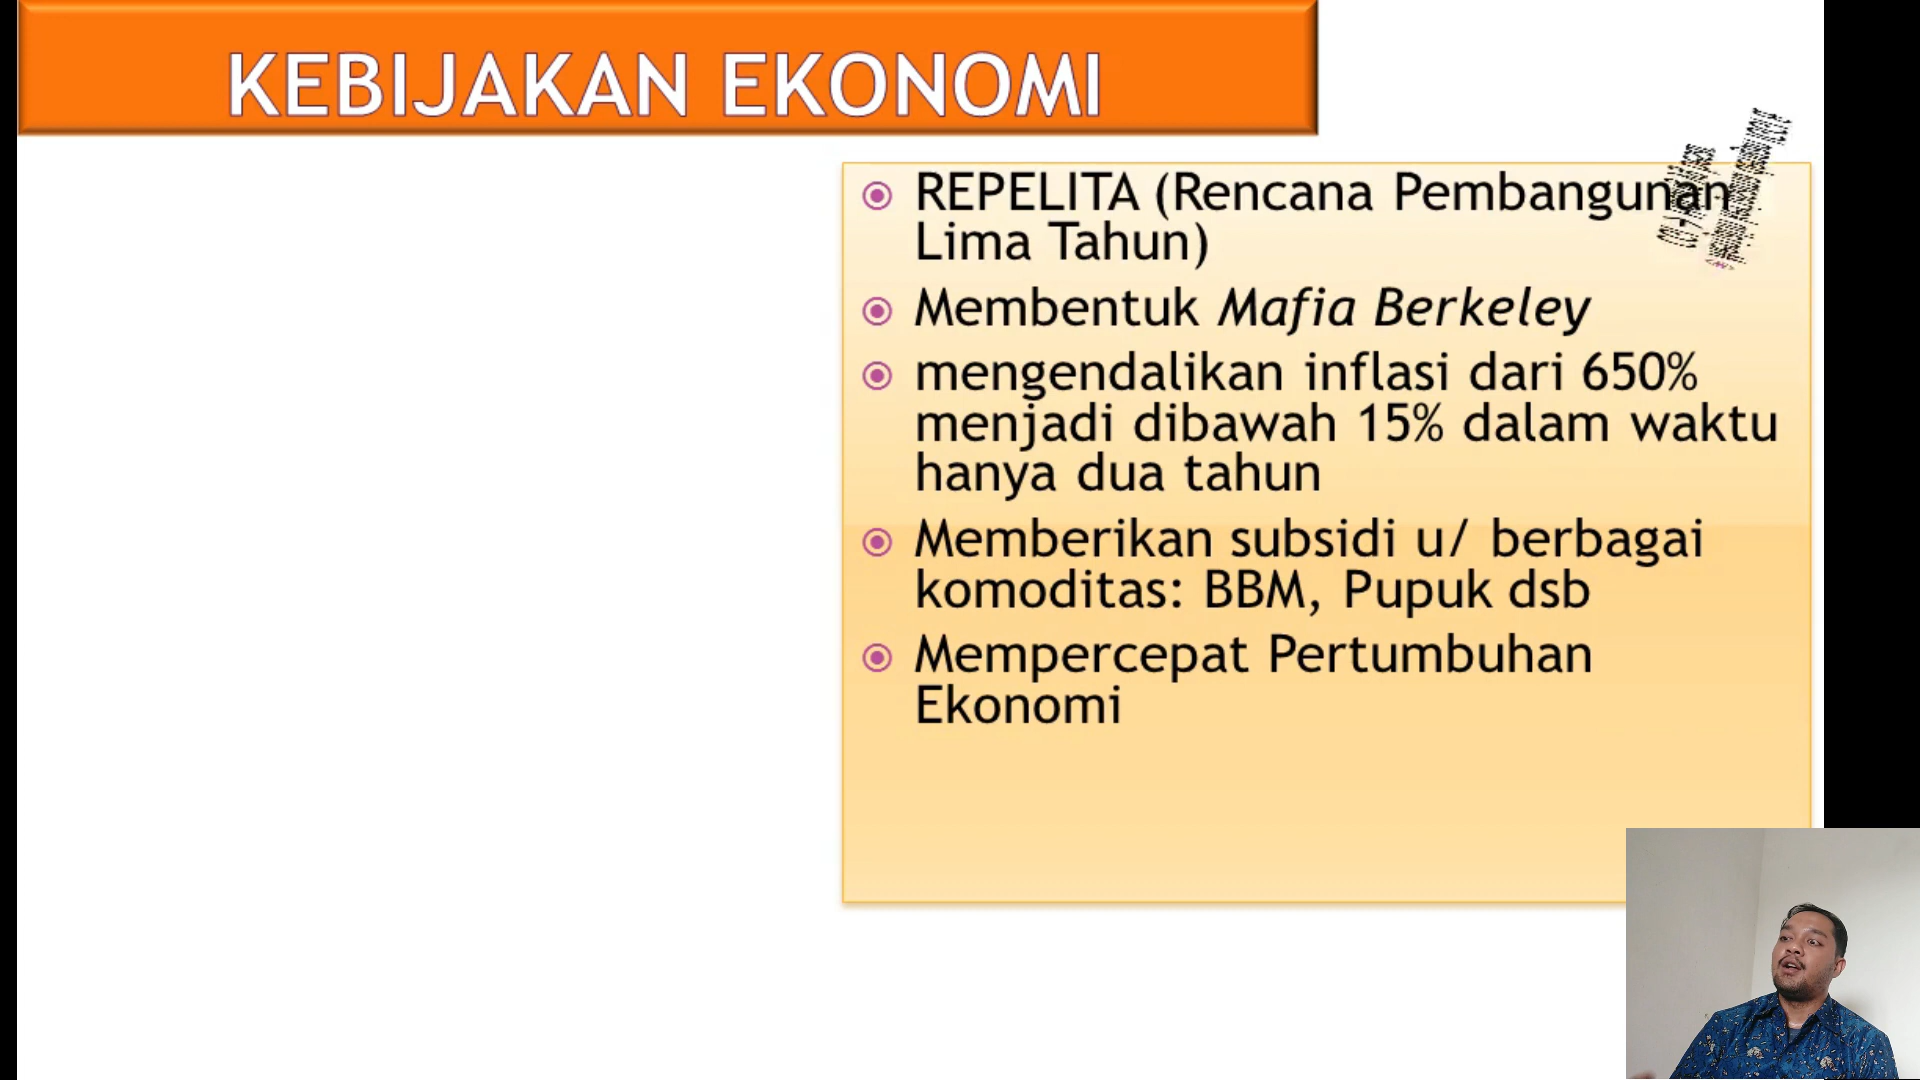 KEBIJAKAN EKONOMI
REPELITA (Rencana Pembangunan
Lima Tahun)
Membentuk Mafia Berkeley
mengendalikan inflasi dari 650%
menjadi dibawah 15% dalam waktu
hanya dua tahun
Memberikan subsidi u/ berbagai
komoditas: BBM, Pupuk dsb
Mempercepat Pertumbuhan
Ekonomi